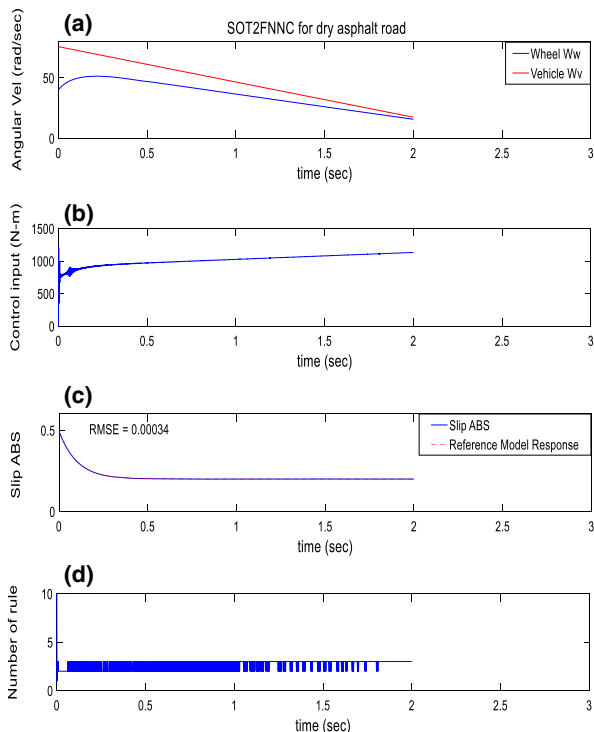 (a)
SOT2FNNC for dry asphalt road
Angular Vel (rad/sec)
50
0
Wheel Ww
Vehicle Wv
0 0.5 1 1.5 2 2.5 3
time (sec)
(b)
Control input (N-m)
1500
1000
500
0
0 0.5 1 1.5 2 2.5 3
time (sec)
(c)
Slip ABS
0.5
0
RMSE = 0.00034
Slip ABS
Reference Model Response
0 0.5 1 1.5 2 2.5 3
time (sec)
(d)
Number of rule
10
5
0
0 0.5 1 1.5 2 2.5 3
time (sec)